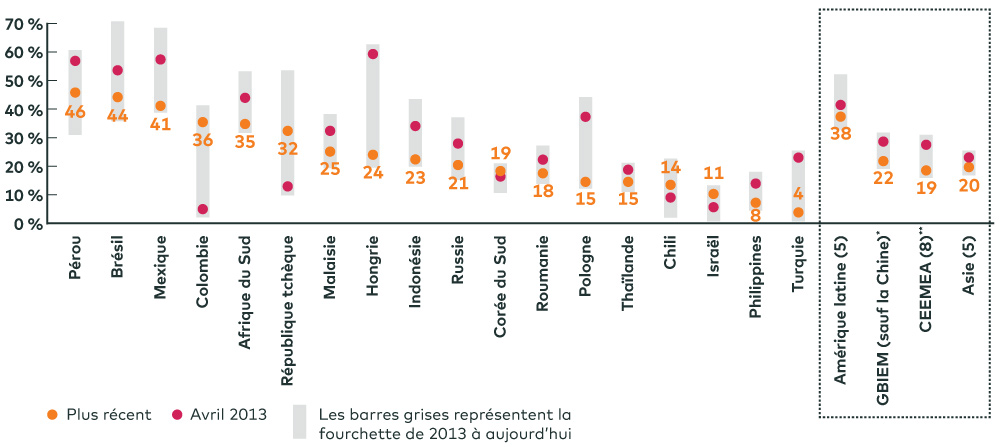 70 %
60 %
50 %
40 %
30 %
20 %
10 %
0 %
46
44
41
36
35
32
25
24
23
21
19
18
15
15
14
11
8
4
38
22
19
20
Pérou
Brésil
Mexique
Colombie
Afrique du Sud
République tchèque
Malaisie
Hongrie
Indonésie
Russie
Corée du Sud
Roumanie
Pologne
Thaïlande
Chili
Israël
Philippines
Turquie
Amérique latine (5)
GBIEM (sauf la Chine)*
CEEMEA (8)**
Asie (5)
Plus récent
Avril 2013
Les barres grises représentent la
fourchette de 2013 à aujourd'hui